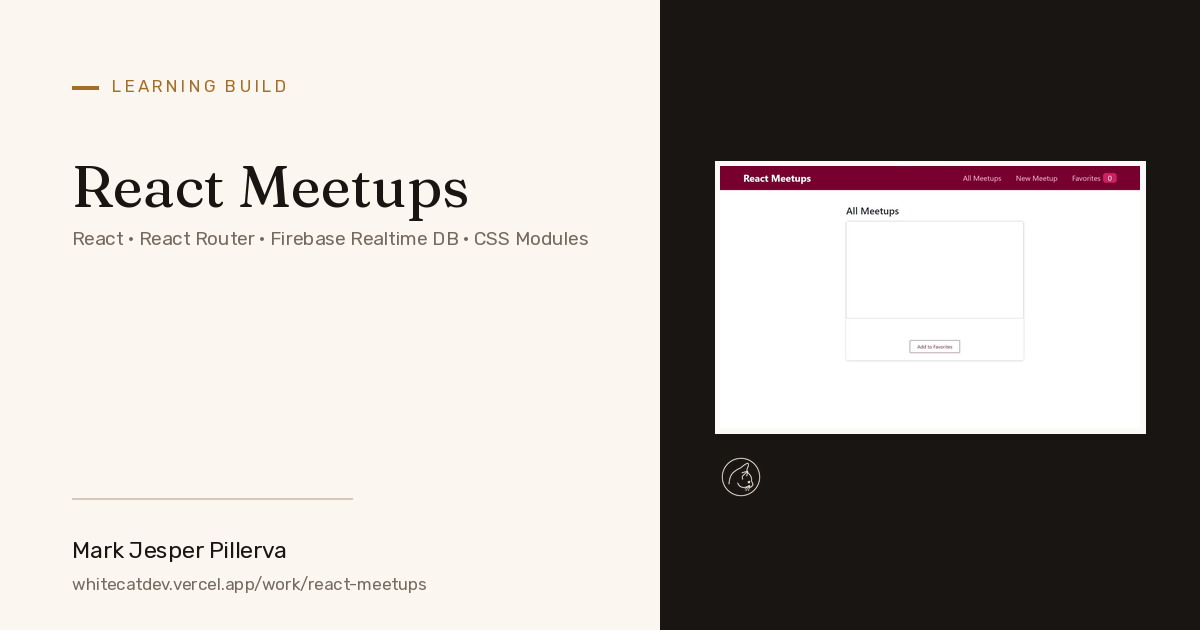 LEARNING BUILD
React Meetups
React • React Router • Firebase Realtime DB • CSS Modules
Mark Jesper Pillerva
whitecatdev.vercel.app/work/react-meetups
React Meetups
All Meetups
New Meetup
Favorites 0
All Meetups
Add to Favorites